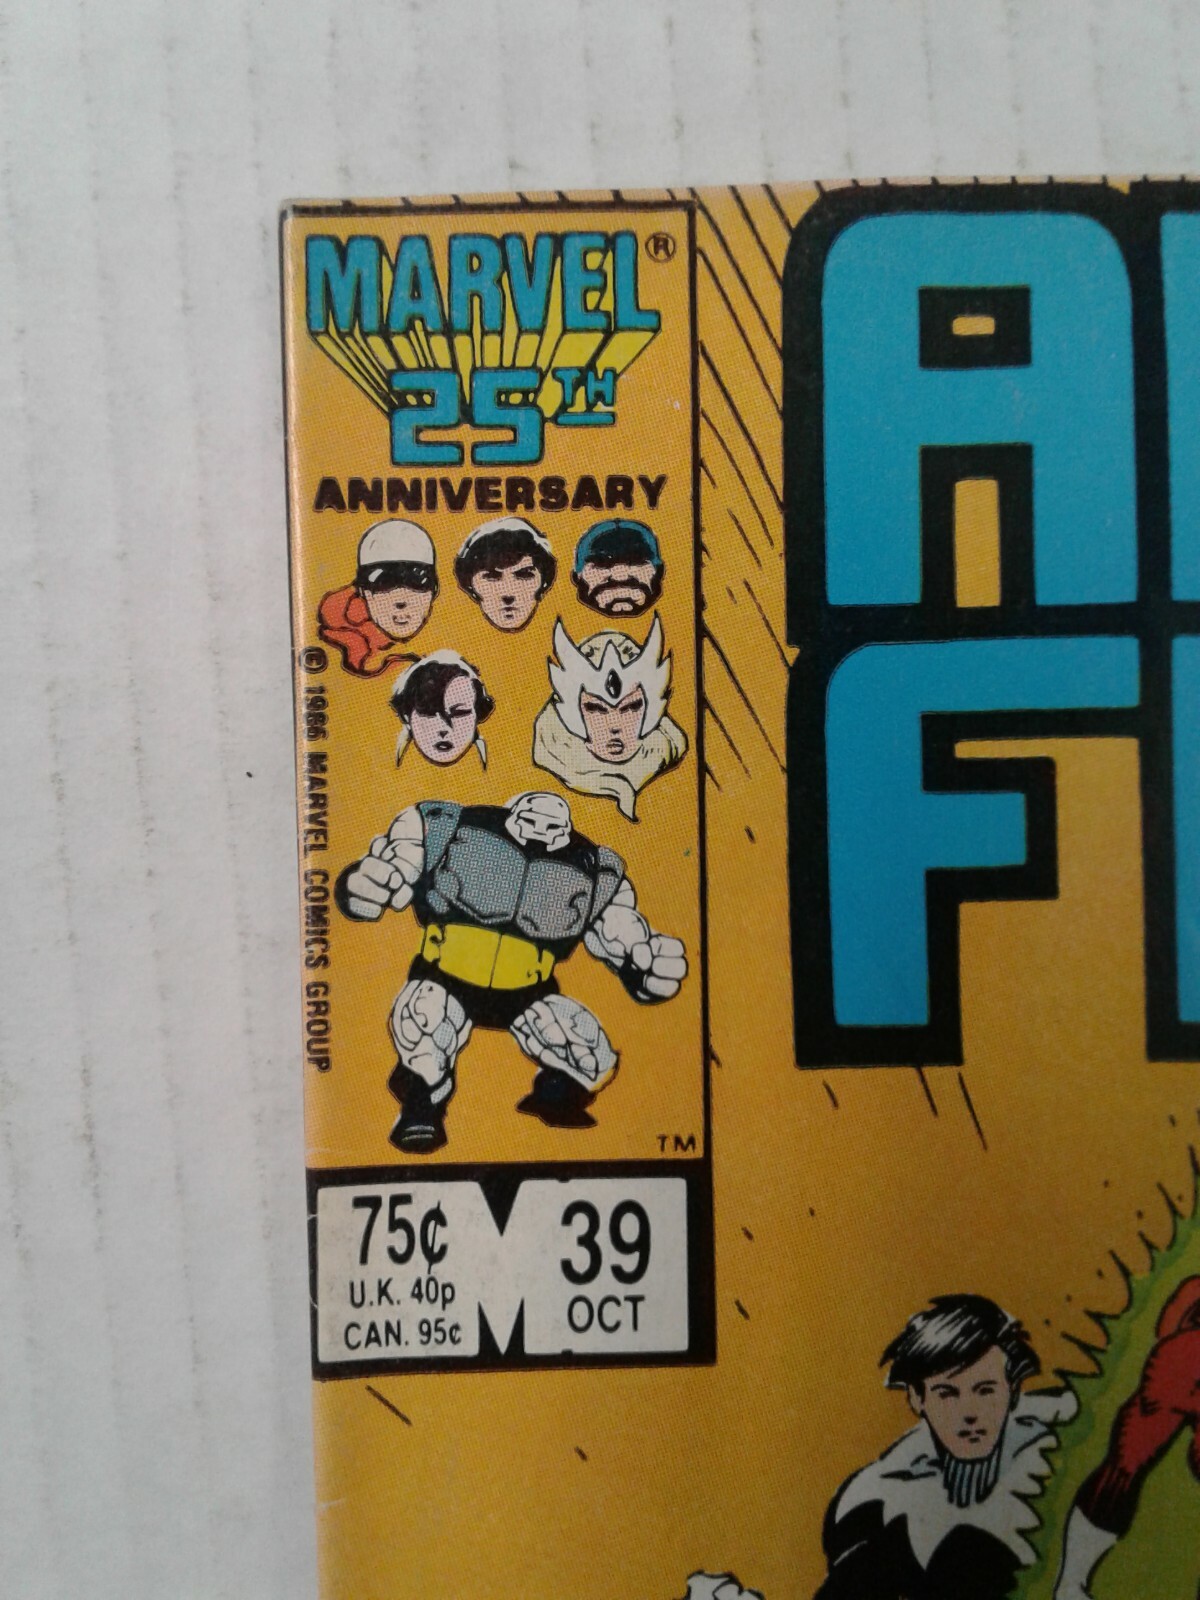 MARVEL®
25TH
ANNIVERSARY
© 1986 MARVEL COMICS GROUP
TM
75¢
U.K. 40p
CAN. 95¢
39
OCT
A
F